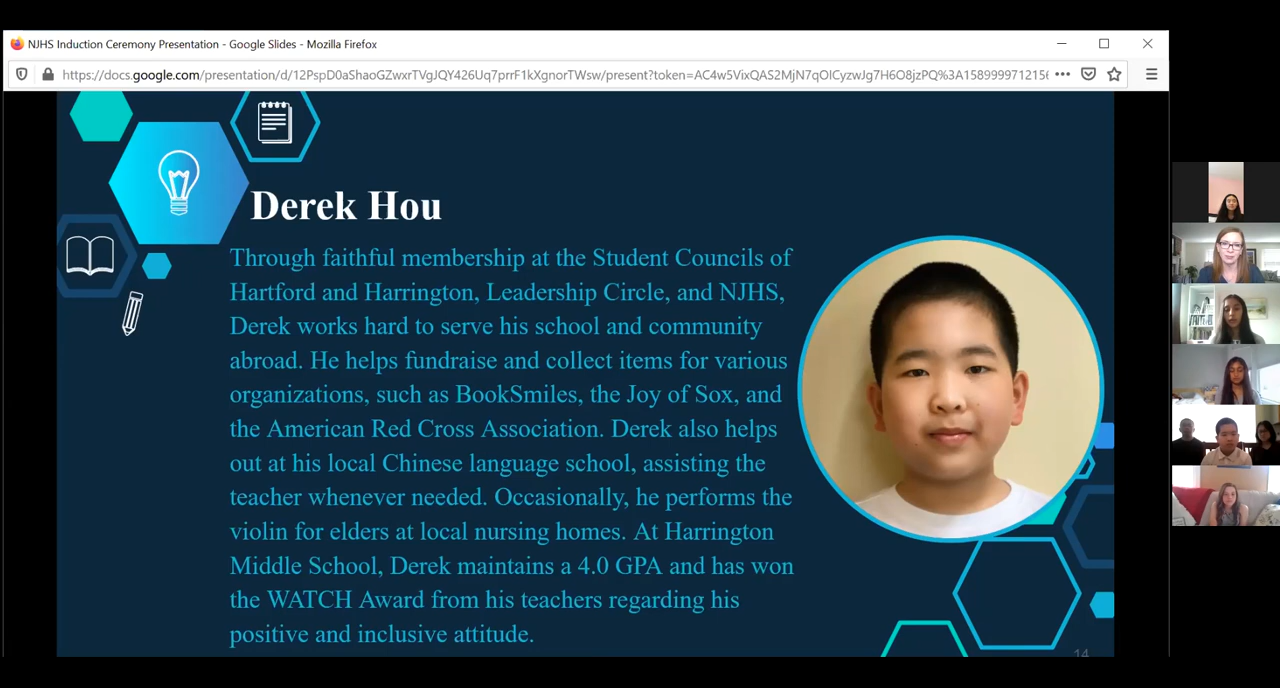 NJHS Induction Ceremony Presentation - Google Slides - Mozilla Firefox
https://docs.google.com/presentation/d/12PspD0aShaoGZwxrTVgJJQY426Uq7prrF1kXgnorTWsw/present?token=AC4w5VixQAS2MjN7qOlCyzwJg7H6O8jzPQ%3A1589999712156
Derek Hou
Through faithful membership at the Student Councils of
Hartford and Harrington, Leadership Circle, and NJHS,
Derek works hard to serve his school and community
abroad. He helps fundraise and collect items for various
organizations, such as BookSmiles, the Joy of Sox, and
the American Red Cross Association. Derek also helps
out at his local Chinese language school, assisting the
teacher whenever needed. Occasionally, he performs the
violin for elders at local nursing homes. At Harrington
Middle School, Derek maintains a 4.0 GPA and has won
the WATCH Award from his teachers regarding his
positive and inclusive attitude.
14